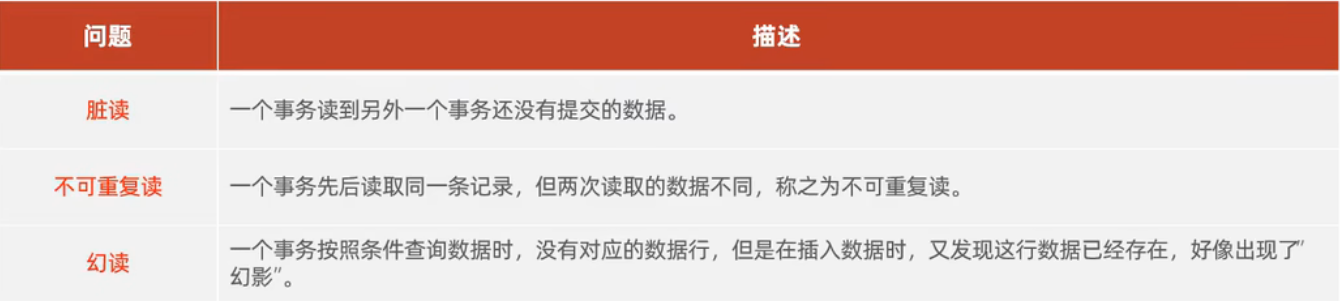 问题 描述
脏读 一个事务读到另外一个事务还没有提交的数据。
不可重复读 一个事务先后读取同一条记录，但两次读取的数据不同，称之为不可重复读。
幻读 一个事务按照条件查询数据时，没有对应的数据行，但是在插入数据时，又发现这行数据已经存在，好像出现了"
幻影"。